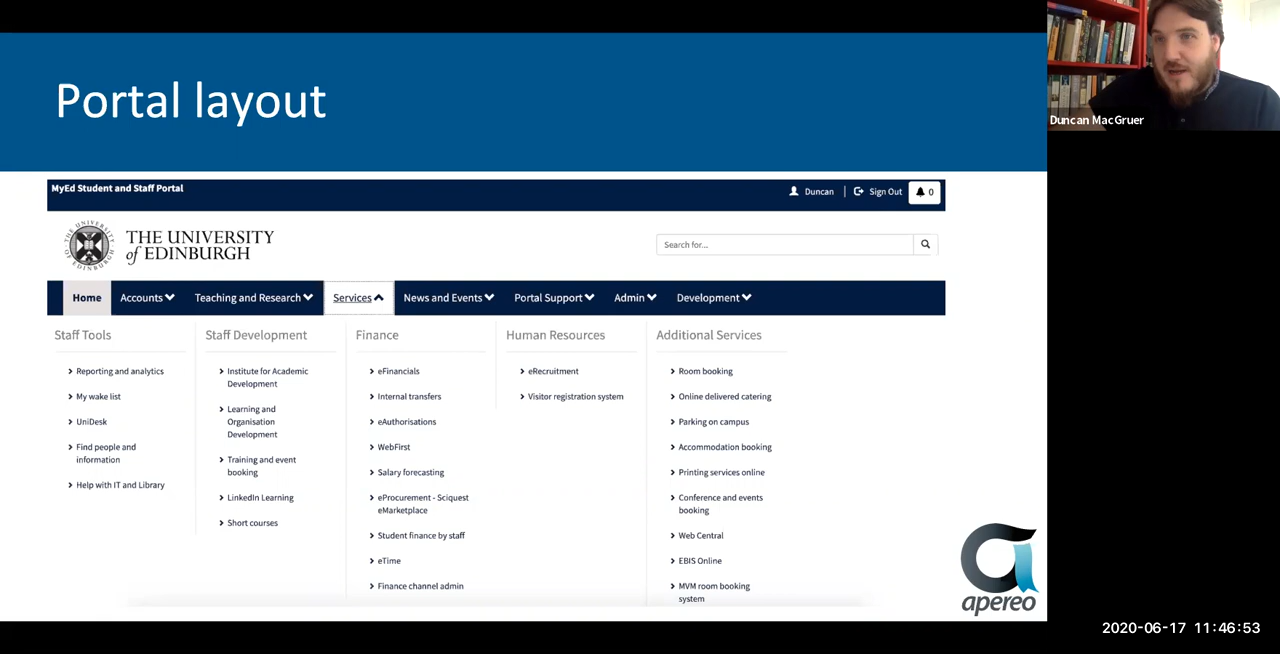 Portal layout
Duncan MacGruer
MyEd Student and Staff Portal
Duncan | Sign Out 0
THE UNIVERSITY
of EDINBURGH
Search for...
Home Accounts Teaching and Research Services News and Events Portal Support Admin Development
Staff Tools
Reporting and analytics
My wake list
UniDesk
Find people and
information
Help with IT and Library
Staff Development
Institute for Academic
Development
Learning and
Organisation
Development
Training and event
booking
LinkedIn Learning
Short courses
Finance
eFinancials
Internal transfers
eAuthorisations
WebFirst
Salary forecasting
eProcurement - Sciquest
eMarketplace
Student finance by staff
eTime
Finance channel admin
Human Resources
eRecruitment
Visitor registration system
Additional Services
Room booking
Online delivered catering
Parking on campus
Accommodation booking
Printing services online
Conference and events
booking
Web Central
EBIS Online
MVM room booking
system
apereo
2020-06-17 11:46:53